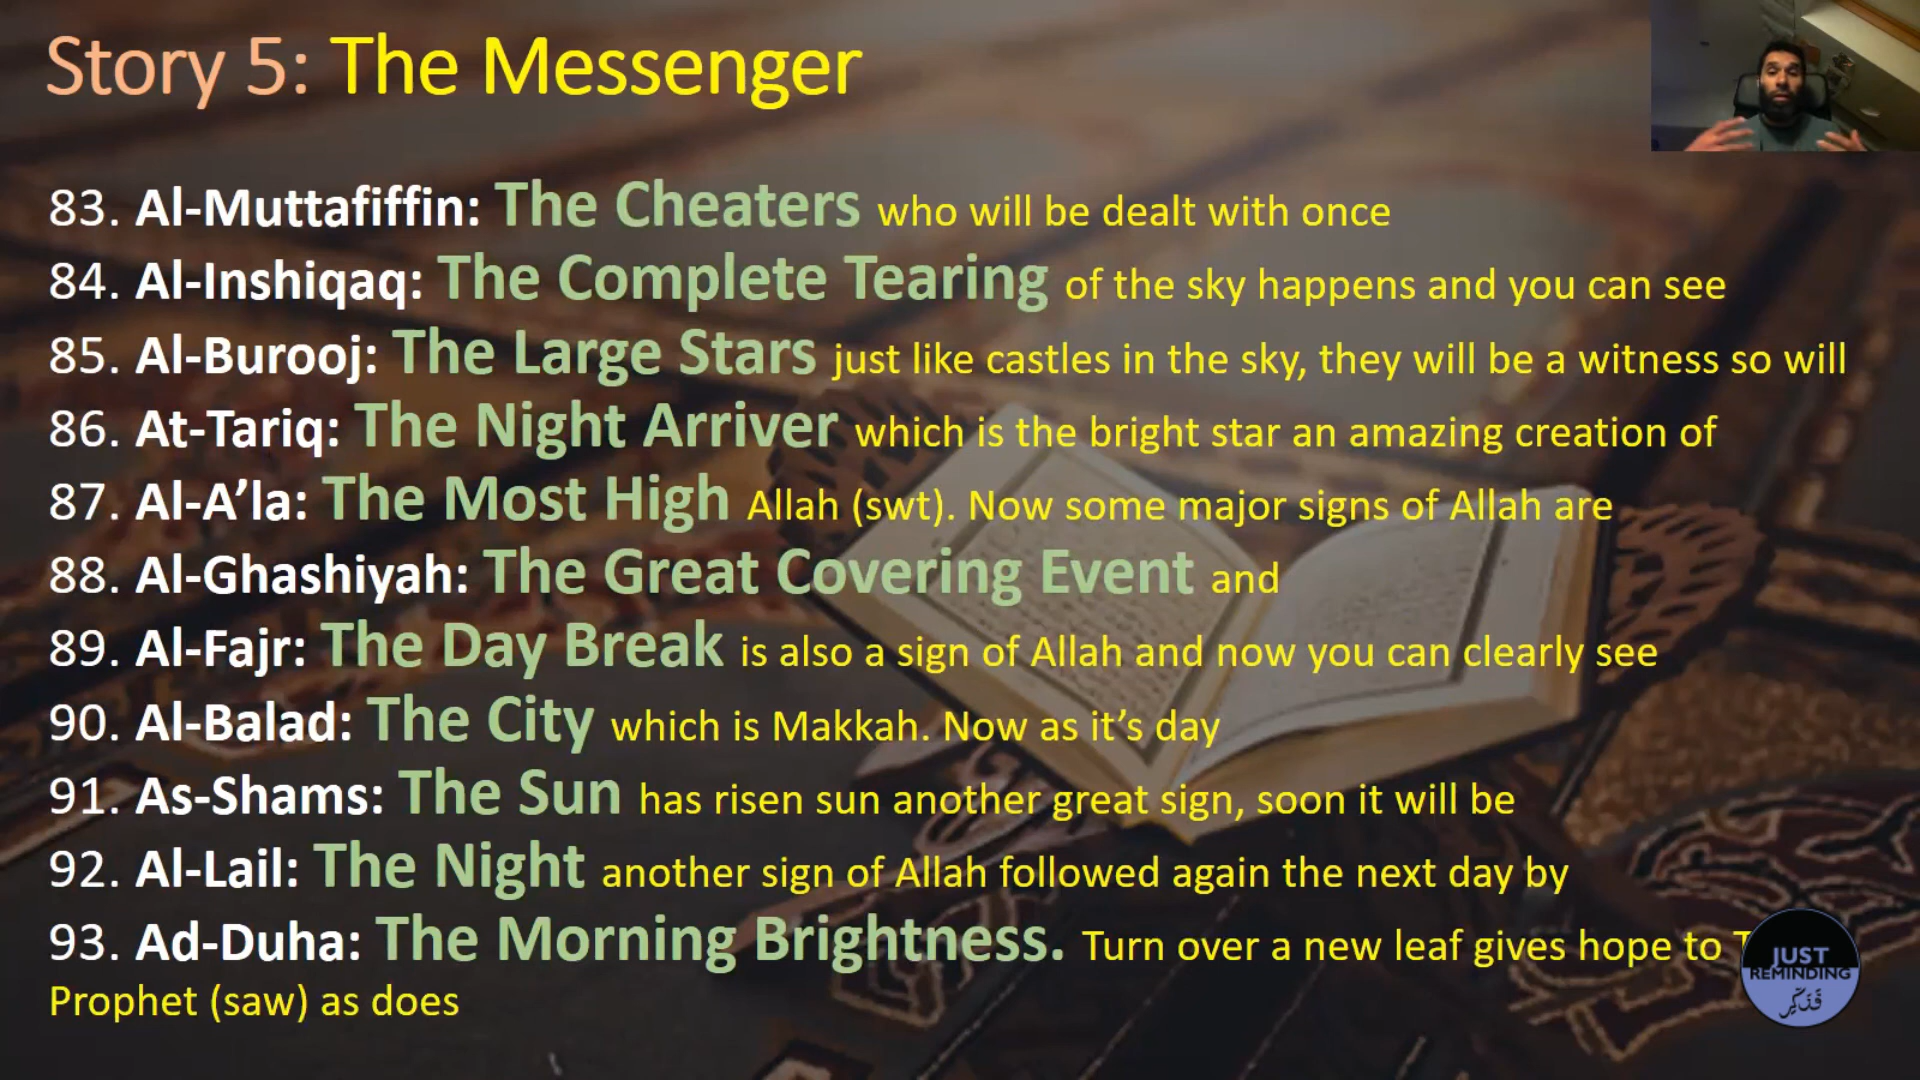 Story 5: The Messenger
83. Al-Muttafiffin: The Cheaters who will be dealt with once
84. Al-Inshiqaq: The Complete Tearing of the sky happens and you can see
85. Al-Burooj: The Large Stars just like castles in the sky, they will be a witness so will
86. At-Tariq: The Night Arriver which is the bright star an amazing creation of
87. Al-A’la: The Most High Allah (swt). Now some major signs of Allah are
88. Al-Ghashiyah: The Great Covering Event and
89. Al-Fajr: The Day Break is also a sign of Allah and now you can clearly see
90. Al-Balad: The City which is Makkah. Now as it’s day
91. As-Shams: The Sun has risen sun another great sign, soon it will be
92. Al-Lail: The Night another sign of Allah followed again the next day by
93. Ad-Duha: The Morning Brightness. Turn over a new leaf gives hope to
Prophet (saw) as does
JUST
REMINDING
فَذَكِّرْ